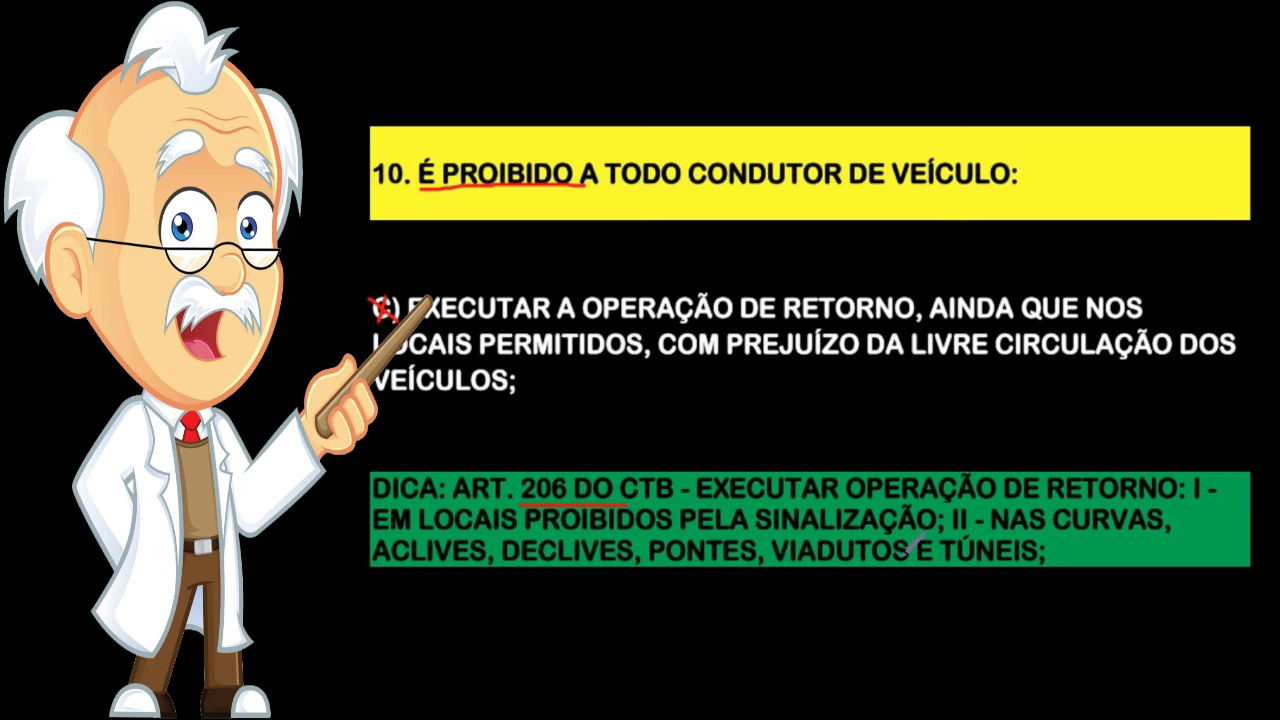 10. É PROIBIDO A TODO CONDUTOR DE VEÍCULO:
C) EXECUTAR A OPERAÇÃO DE RETORNO, AINDA QUE NOS
LOCAIS PERMITIDOS, COM PREJUÍZO DA LIVRE CIRCULAÇÃO DOS
VEÍCULOS;
DICA: ART. 206 DO CTB - EXECUTAR OPERAÇÃO DE RETORNO: I -
EM LOCAIS PROIBIDOS PELA SINALIZAÇÃO; II - NAS CURVAS,
ACLIVES, DECLIVES, PONTES, VIADUTOS E TÚNEIS;